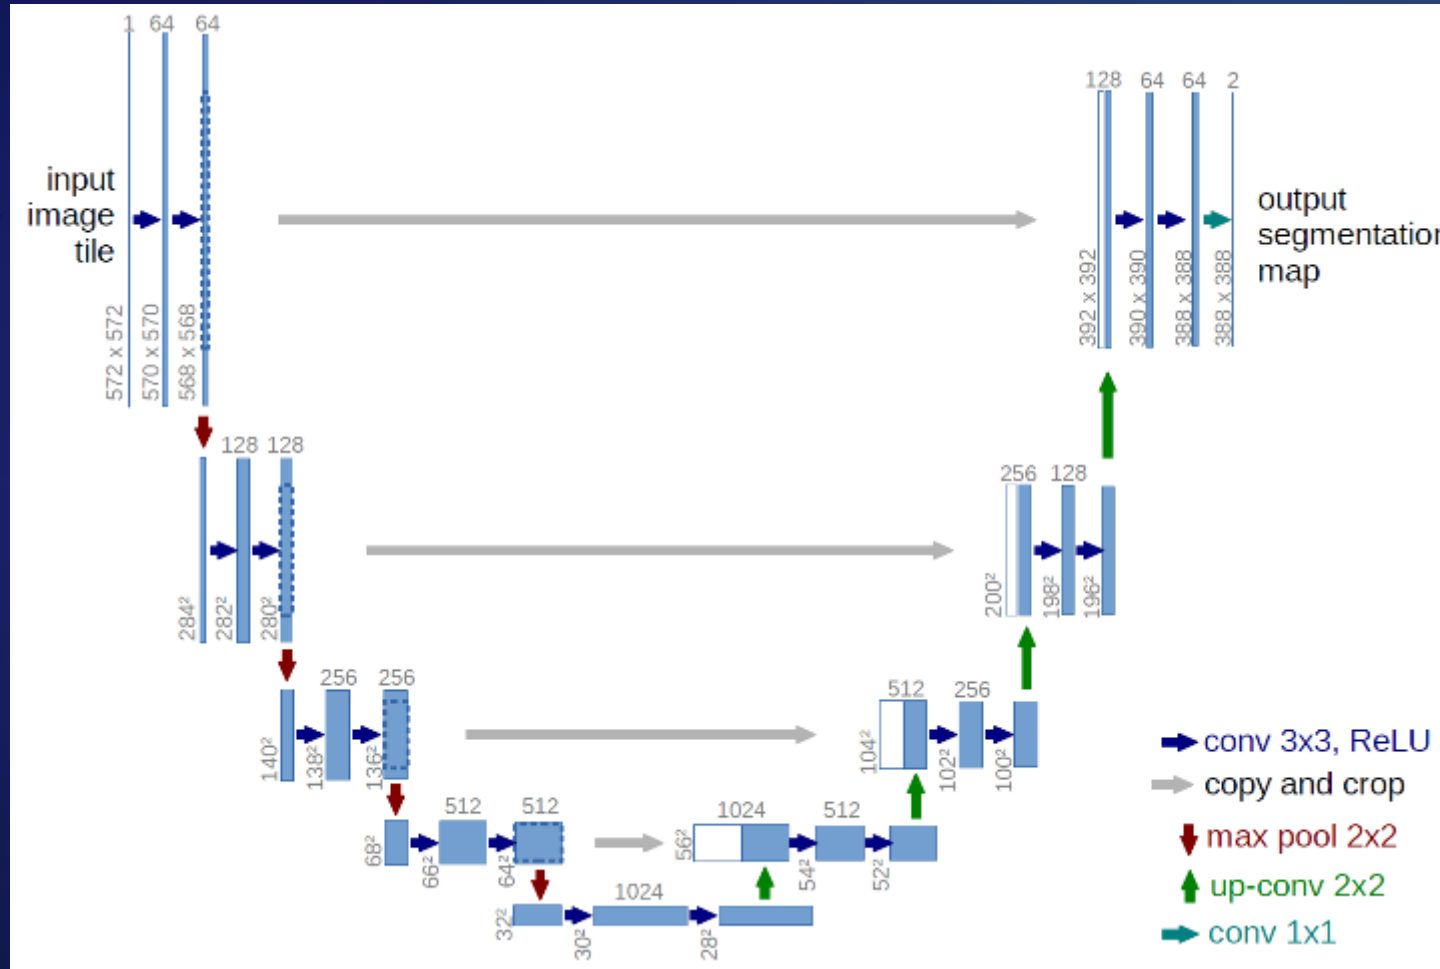 1 64 64
128 64 64 2
input
image
tile
output
segmentation
map
572 x 572
570 x 570
568 x 568
392 x 392
390 x 390
388 x 388
388 x 388
128 128
256 128
284²
282²
280²
200²
198²
196²
256 256
512 256
140²
138²
136²
104²
102²
100²
512 512
1024 512
68²
66²
64²
56²
54²
52²
1024
32²
30²
28²
conv 3x3, ReLU
copy and crop
max pool 2x2
up-conv 2x2
conv 1x1